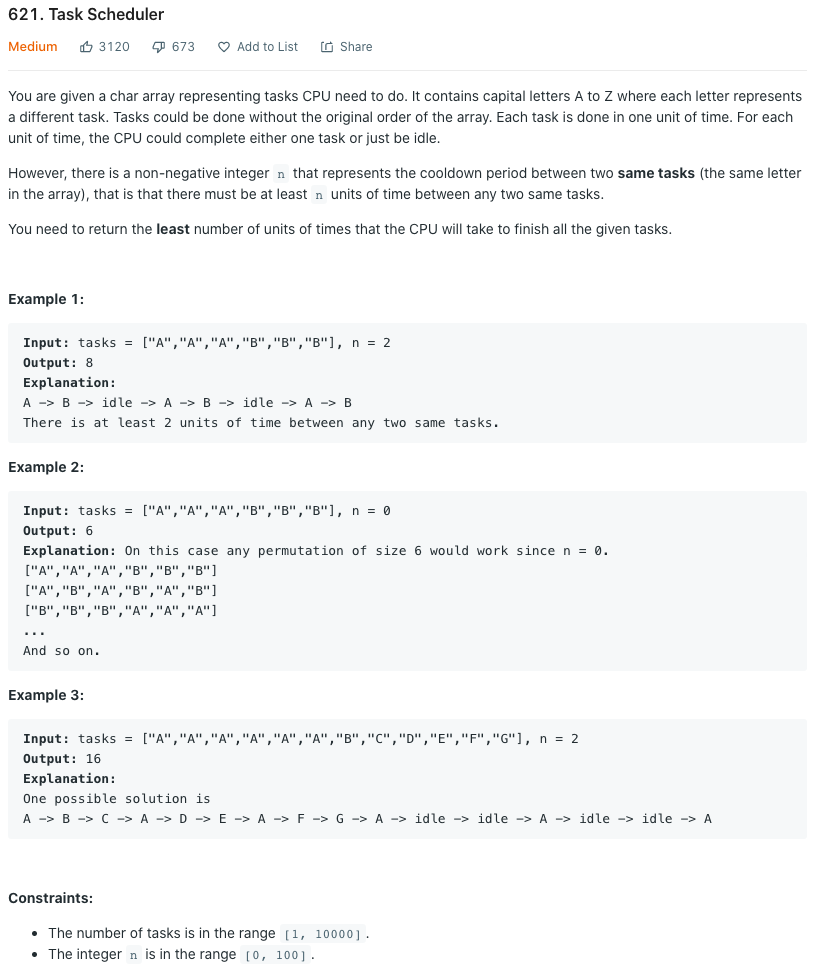 621. Task Scheduler
Medium 3120 673 Add to List Share
You are given a char array representing tasks CPU need to do. It contains capital letters A to Z where each letter represents
a different task. Tasks could be done without the original order of the array. Each task is done in one unit of time. For each
unit of time, the CPU could complete either one task or just be idle.
However, there is a non-negative integer n that represents the cooldown period between two same tasks (the same letter
in the array), that is that there must be at least n units of time between any two same tasks.
You need to return the least number of units of times that the CPU will take to finish all the given tasks.
Example 1:
Input: tasks = ["A","A","A","B","B","B"], n = 2
Output: 8
Explanation:
A -> B -> idle -> A -> B -> idle -> A -> B
There is at least 2 units of time between any two same tasks.
Example 2:
Input: tasks = ["A","A","A","B","B","B"], n = 0
Output: 6
Explanation: On this case any permutation of size 6 would work since n = 0.
["A","A","A","B","B","B"]
["A","B","A","B","A","B"]
["B","B","B","A","A","A"]
...
And so on.
Example 3:
Input: tasks = ["A","A","A","A","A","A","B","C","D","E","F","G"], n = 2
Output: 16
Explanation:
One possible solution is
A -> B -> C -> A -> D -> E -> A -> F -> G -> A -> idle -> idle -> A -> idle -> idle -> A
Constraints:
• The number of tasks is in the range [1, 10000].
• The integer n is in the range [0, 100].